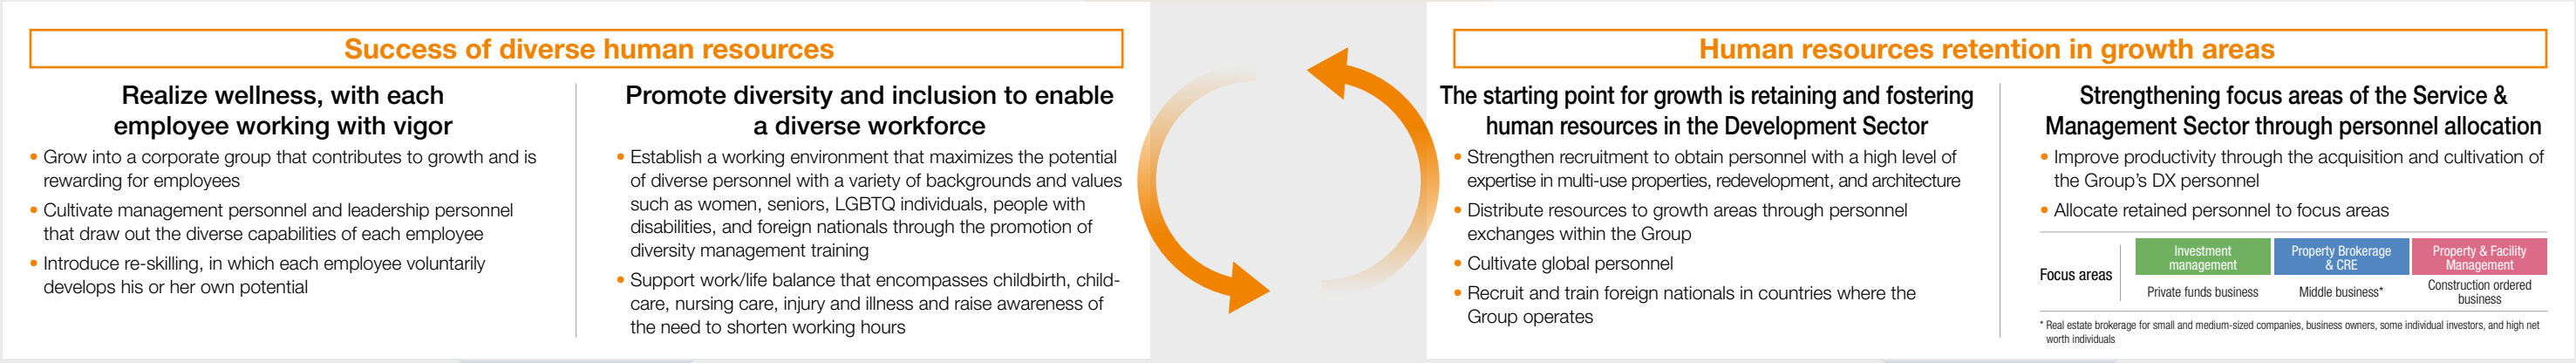 Success of diverse human resources
Realize wellness, with each
employee working with vigor
• Grow into a corporate group that contributes to growth and is
rewarding for employees
• Cultivate management personnel and leadership personnel
that draw out the diverse capabilities of each employee
• Introduce re-skilling, in which each employee voluntarily
develops his or her own potential
Promote diversity and inclusion to enable
a diverse workforce
• Establish a working environment that maximizes the potential
of diverse personnel with a variety of backgrounds and values
such as women, seniors, LGBTQ individuals, people with
disabilities, and foreign nationals through the promotion of
diversity management training
• Support work/life balance that encompasses childbirth, child-
care, nursing care, injury and illness and raise awareness of
the need to shorten working hours
Human resources retention in growth areas
The starting point for growth is retaining and fostering
human resources in the Development Sector
• Strengthen recruitment to obtain personnel with a high level of
expertise in multi-use properties, redevelopment, and architecture
• Distribute resources to growth areas through personnel
exchanges within the Group
• Cultivate global personnel
• Recruit and train foreign nationals in countries where the
Group operates
Strengthening focus areas of the Service &
Management Sector through personnel allocation
• Improve productivity through the acquisition and cultivation of
the Group's DX personnel
• Allocate retained personnel to focus areas
Focus areas
Investment
management
Private funds business
Property Brokerage
& CRE
Middle business*
Property & Facility
Management
Construction ordered
business
* Real estate brokerage for small and medium-sized companies, business owners, some individual investors, and high net
worth individuals